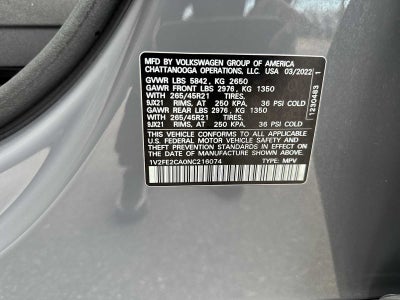 MFD BY VOLKSWAGEN GROUP OF AMERICA
CHATTANOOGA OPERATIONS, LLC. USA 03/2022
GVWR LBS 5842, KG 2650
GAWR FRONT LBS 2976, KG 1350
WITH 265/45R21 TIRES,
9JX21 RIMS, AT 250 KPA, 36 PSI COLD
GAWR REAR LBS 2976, KG 1350
WITH 265/45R21 TIRES,
9JX21 RIMS, AT 250 KPA, 36 PSI COLD
THIS VEHICLE CONFORMS TO ALL APPLICABLE
U.S. FEDERAL MOTOR VEHICLE SAFETY AND
THEFT PREVENTION STANDARDS IN EFFECT ON
THE DATE OF MANUFACTURE SHOWN ABOVE
1V2FE2CA0NC216074 TYPE: MPV
1230483 1